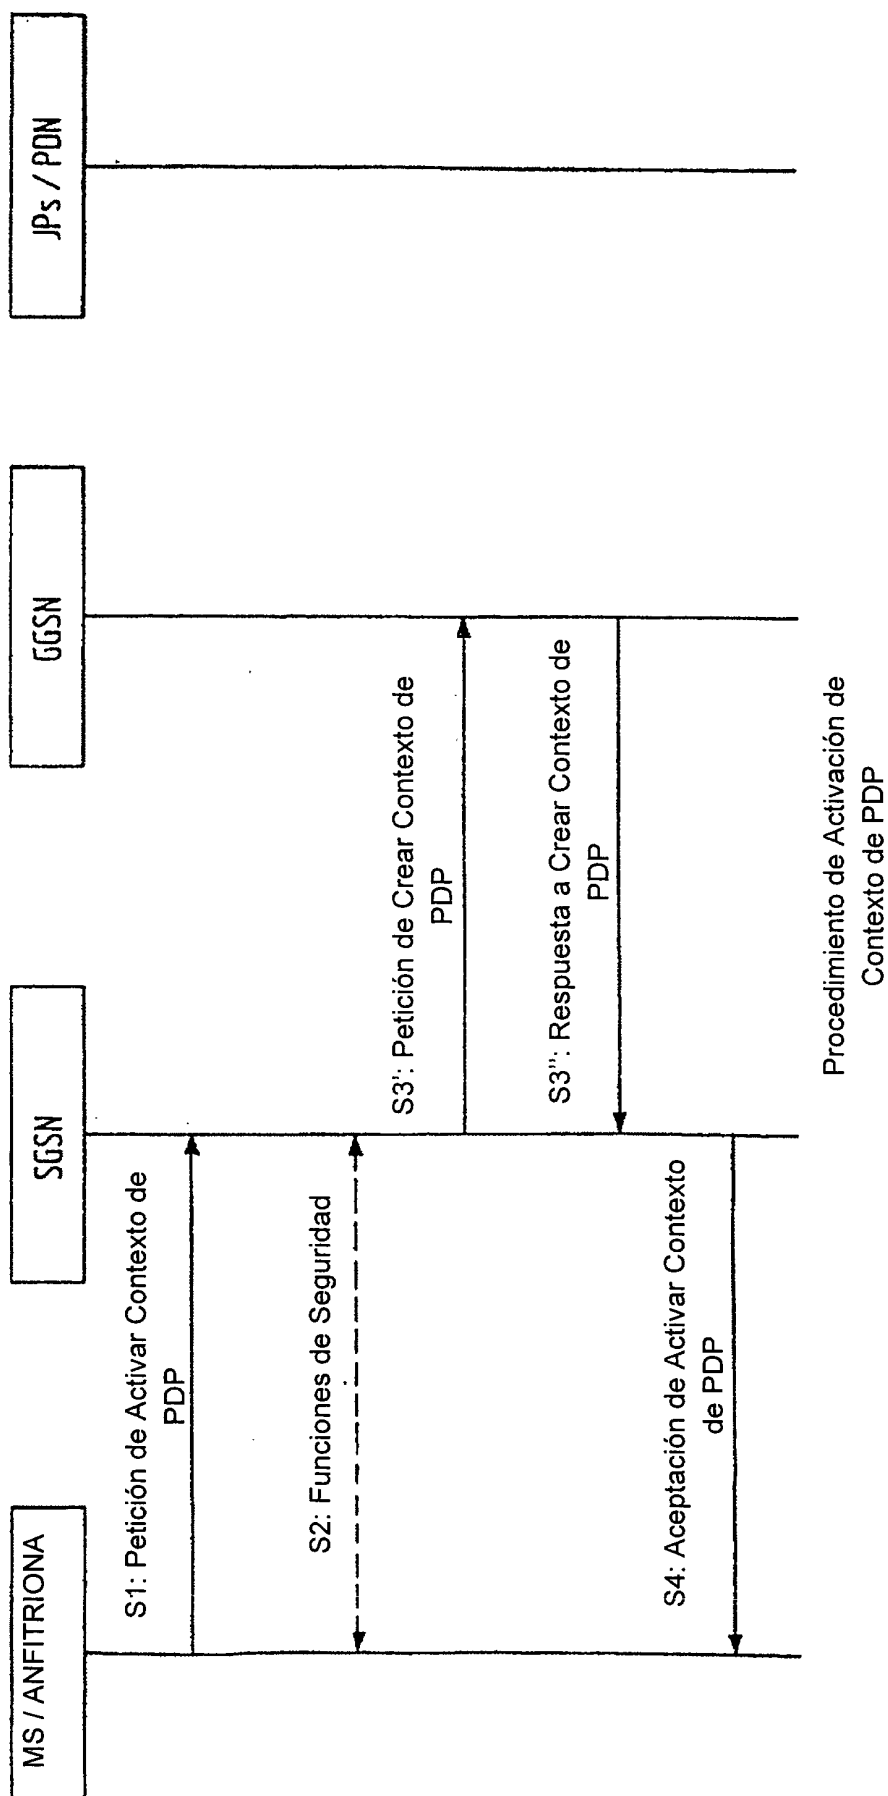 MS / ANFITRIONA
SGSN
GGSN
JPs / PDN
S1: Petición de Activar Contexto de
PDP
S2: Funciones de Seguridad
S3': Petición de Crear Contexto de
PDP
S3'': Respuesta a Crear Contexto de
PDP
S4: Aceptación de Activar Contexto
de PDP
Procedimiento de Activación de
Contexto de PDP